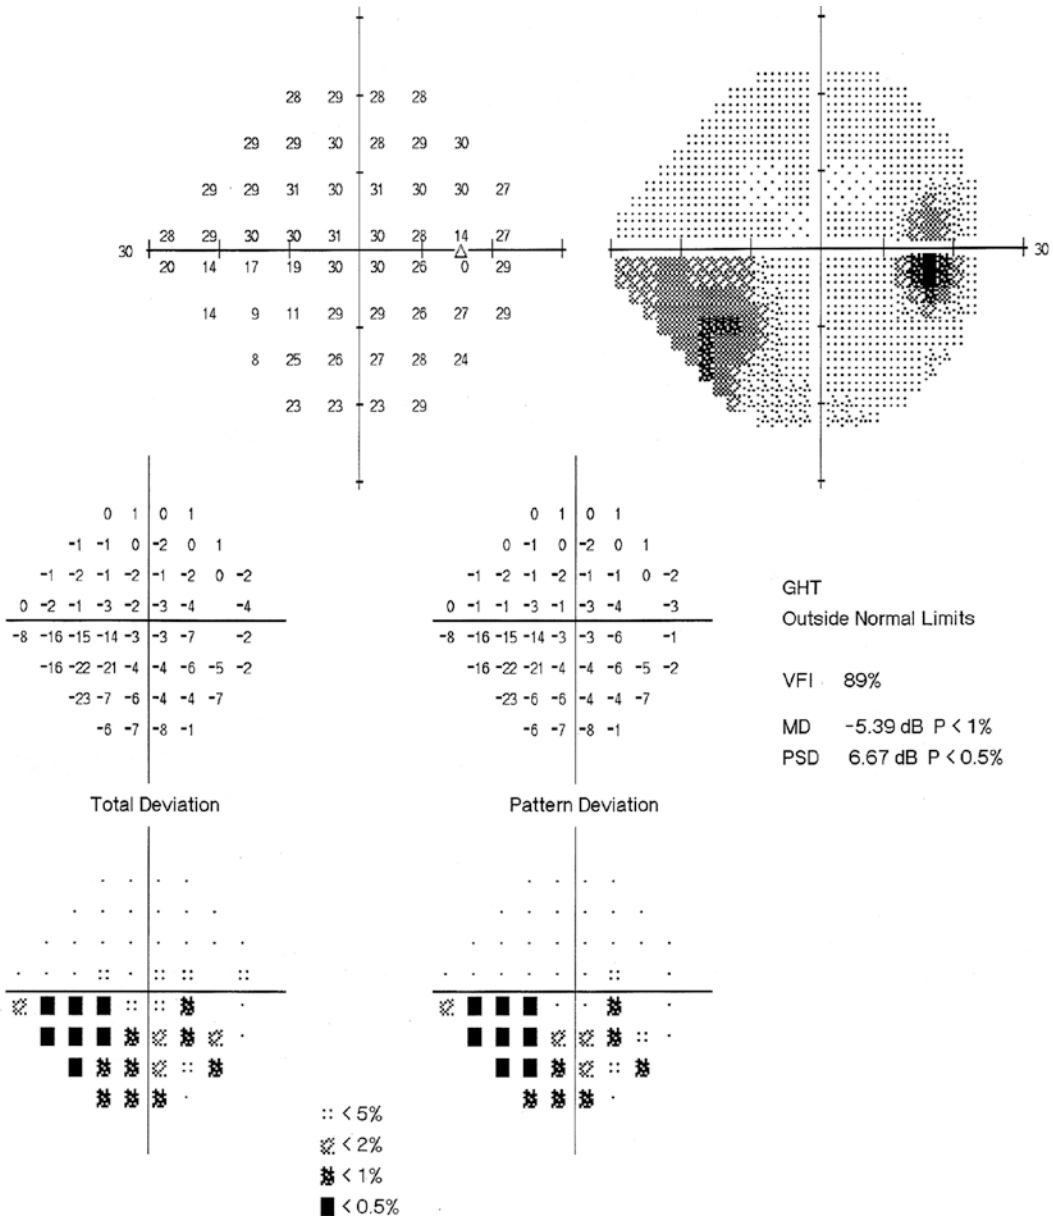 28 29 28 28
29 29 30 28 29 30
29 29 31 30 31 30 30 27
28 29 30 30 31 30 28 14 27
30
30
20 14 17 19 30 30 26 0 29
14 9 11 29 29 26 27 29
8 25 26 27 28 24
23 23 23 29
0 1 0 1
-1 -1 0 -2 0 1
-1 -2 -1 -2 -1 -2 0 -2
0 -2 -1 -3 -2 -3 -4 -4
-8 -16 -15 -14 -3 -3 -7 -2
-16 -22 -21 -4 -4 -6 -5 -2
-23 -7 -6 -4 -4 -7
-6 -7 -8 -1
Total Deviation
0 1 0 1
0 -1 0 -2 0 1
-1 -2 -1 -2 -1 -1 0 -2
0 -1 -1 -3 -1 -3 -4 -3
-8 -16 -15 -14 -3 -3 -6 -1
-16 -22 -21 -4 -4 -6 -5 -2
-23 -6 -6 -4 -4 -7
-6 -7 -8 -1
Pattern Deviation
GHT
Outside Normal Limits
VFI 89%
MD -5.39 dB P < 1%
PSD 6.67 dB P < 0.5%
< 5%
< 2%
< 1%
< 0.5%